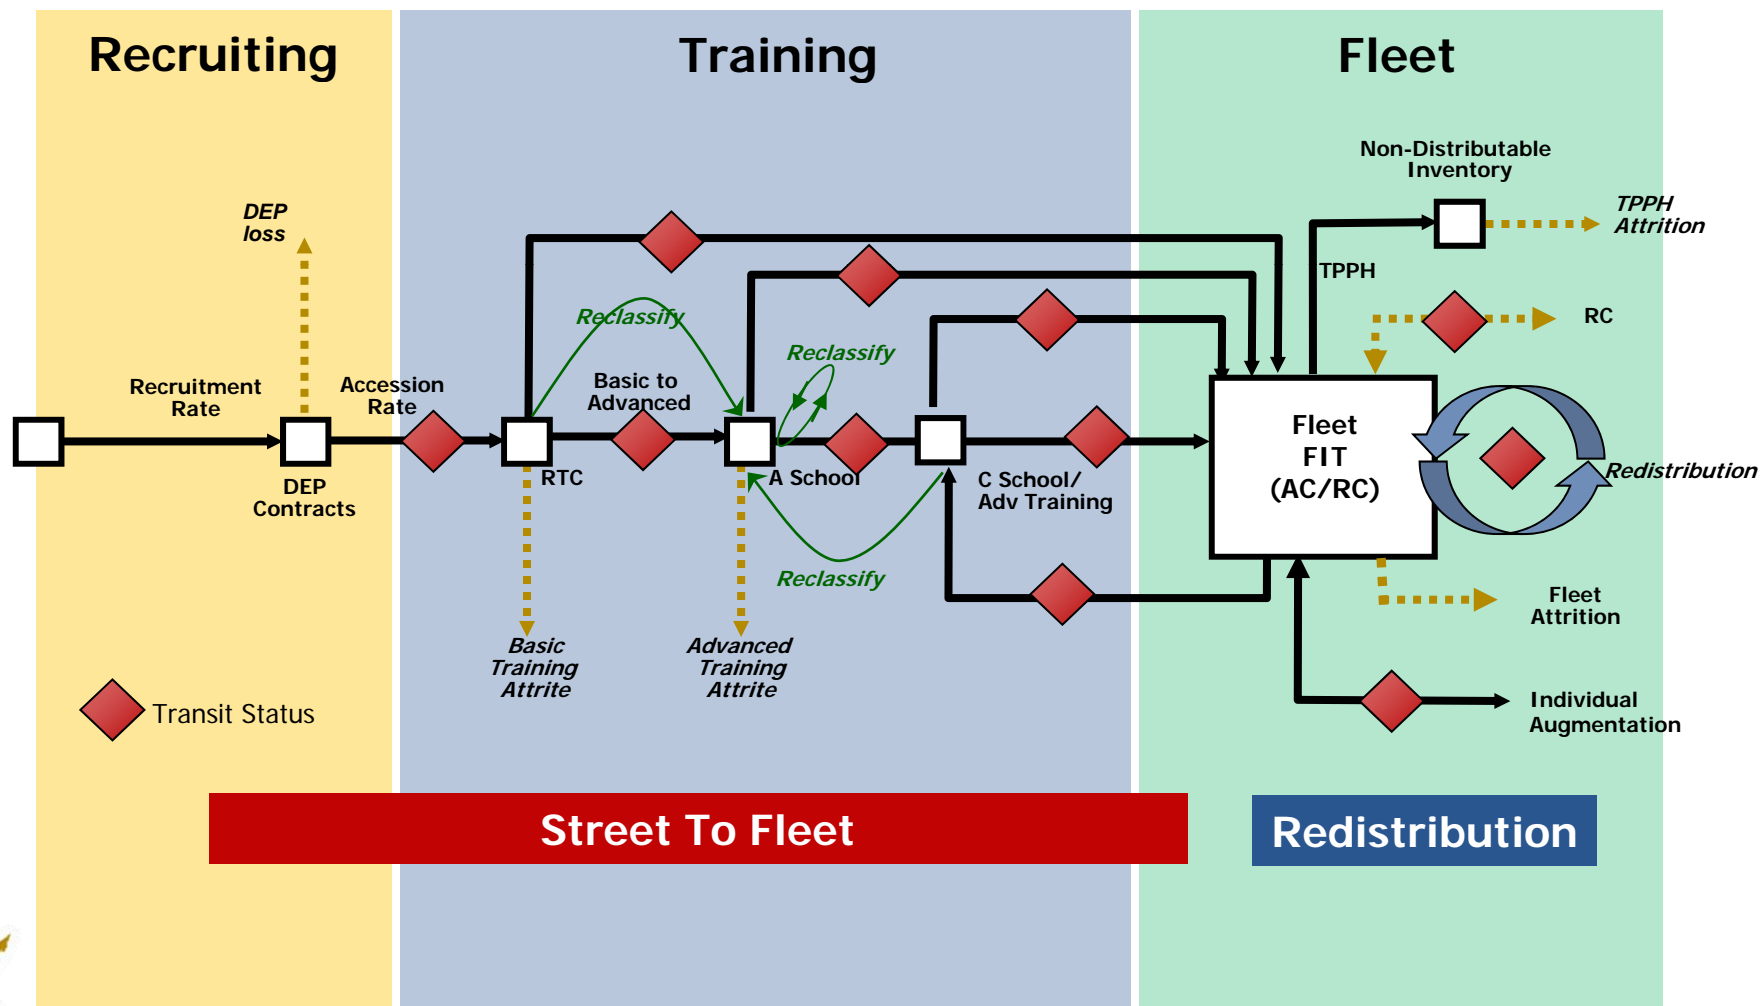 Recruiting
Training
Fleet
Non-Distributable
Inventory
DEP
loss
TPPH
Attrition
TPPH
Reclassify
RC
Reclassify
Recruitment
Rate
Accession
Rate
Basic to
Advanced
Fleet
FIT
(AC/RC)
Redistribution
DEP
Contracts
RTC
A School
C School/
Adv Training
Reclassify
Fleet
Attrition
Basic
Training
Attrite
Advanced
Training
Attrite
Transit Status
Individual
Augmentation
Street To Fleet
Redistribution